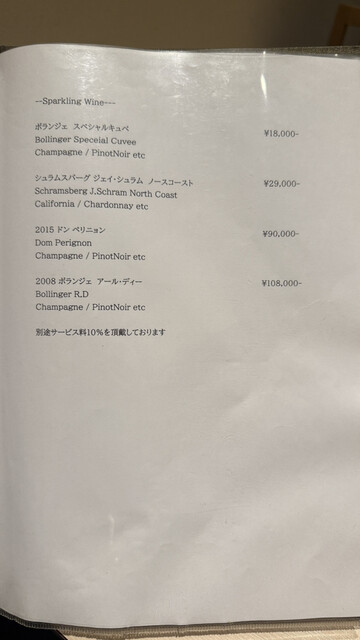 --Sparkling Wine---
ボランジェ スペシャルキュベ
Bollinger Speceial Cuvee
Champagne / PinotNoir etc
¥18,000-
シュラムスバーグ ジェイ・シュラム ノースコースト
Schramsberg J.Schram North Coast
California / Chardonnay etc
¥29,000-
2015 ドン ペリニョン
Dom Perignon
Champagne / PinotNoir etc
¥90,000-
2008 ボランジェ アール・ディー
Bollinger R.D
Champagne / PinotNoir etc
¥108,000-
別途サービス料10%を頂戴しております